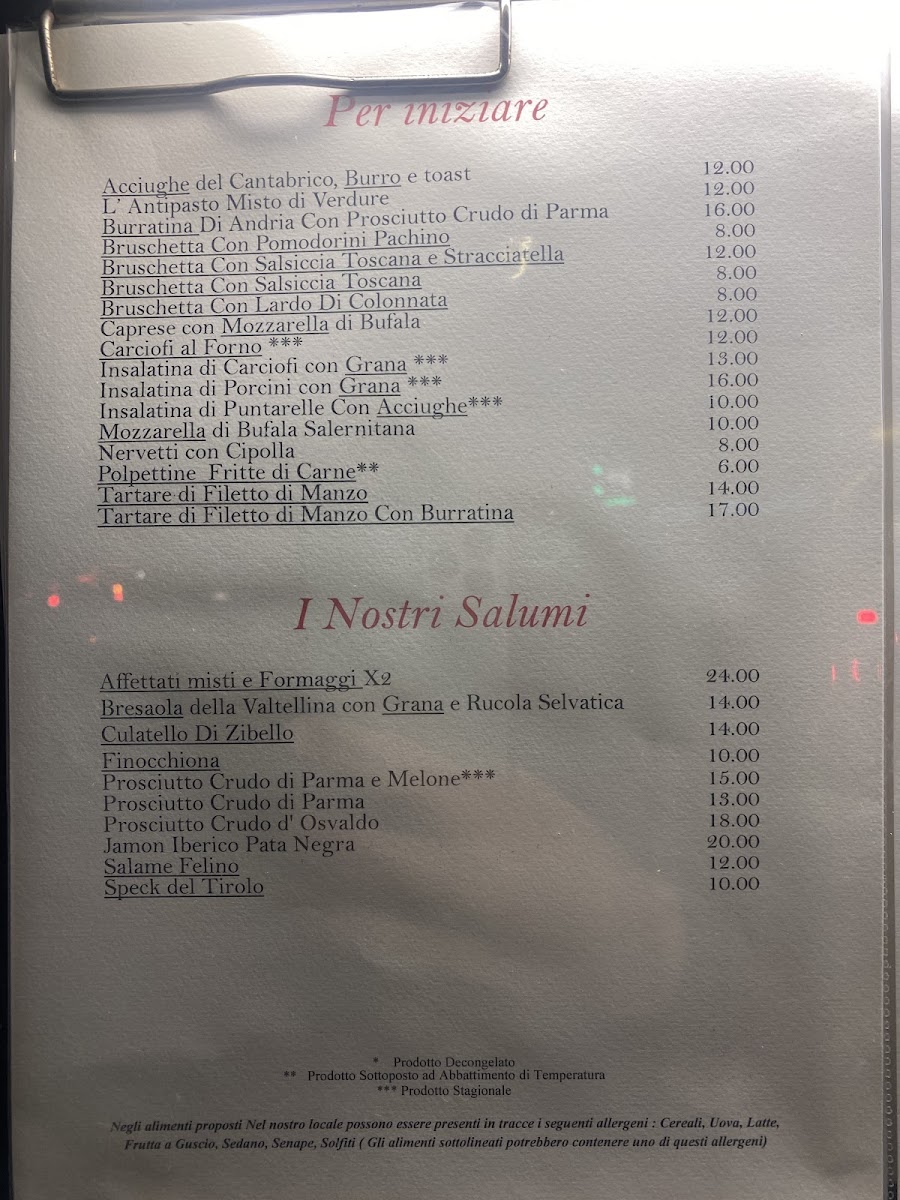 Per iniziare
Acciughe del Cantabrico, Burro e toast 12.00
L' Antipasto Misto di Verdure 12.00
Burratina Di Andria Con Prosciutto Crudo di Parma 16.00
Bruschetta Con Pomodorini Pachino 8.00
Bruschetta Con Salsiccia Toscana e Stracciatella 12.00
Bruschetta Con Salsiccia Toscana 8.00
Bruschetta Con Lardo Di Colonnata 8.00
Caprese con Mozzarella di Bufala 12.00
Carciofi al Forno *** 12.00
Insalatina di Carciofi con Grana *** 13.00
Insalatina di Porcini con Grana *** 16.00
Insalatina di Puntarelle Con Acciughe*** 10.00
Mozzarella di Bufala Salernitana 10.00
Nervetti con Cipolla 8.00
Polpettine Fritte di Carne** 6.00
Tartare di Filetto di Manzo 14.00
Tartare di Filetto di Manzo Con Burratina 17.00
I Nostri Salumi
Affettati misti e Formaggi X2 24.00
Bresaola della Valtellina con Grana e Rucola Selvatica 14.00
Culatello Di Zibello 14.00
Finocchiona 10.00
Prosciutto Crudo di Parma e Melone*** 15.00
Prosciutto Crudo di Parma 13.00
Prosciutto Crudo d' Osvaldo 18.00
Jamon Iberico Pata Negra 20.00
Salame Felino 12.00
Speck del Tirolo 10.00
* Prodotto Decongelato
** Prodotto Sottoposto ad Abbattimento di Temperatura
*** Prodotto Stagionale
Negli alimenti proposti Nel nostro locale possono essere presenti in tracce i seguenti allergeni : Cereali, Uova, Latte,
Frutta a Guscio, Sedano, Senape, Solfiti ( Gli alimenti sottolineati potrebbero contenere uno di questi allergeni)